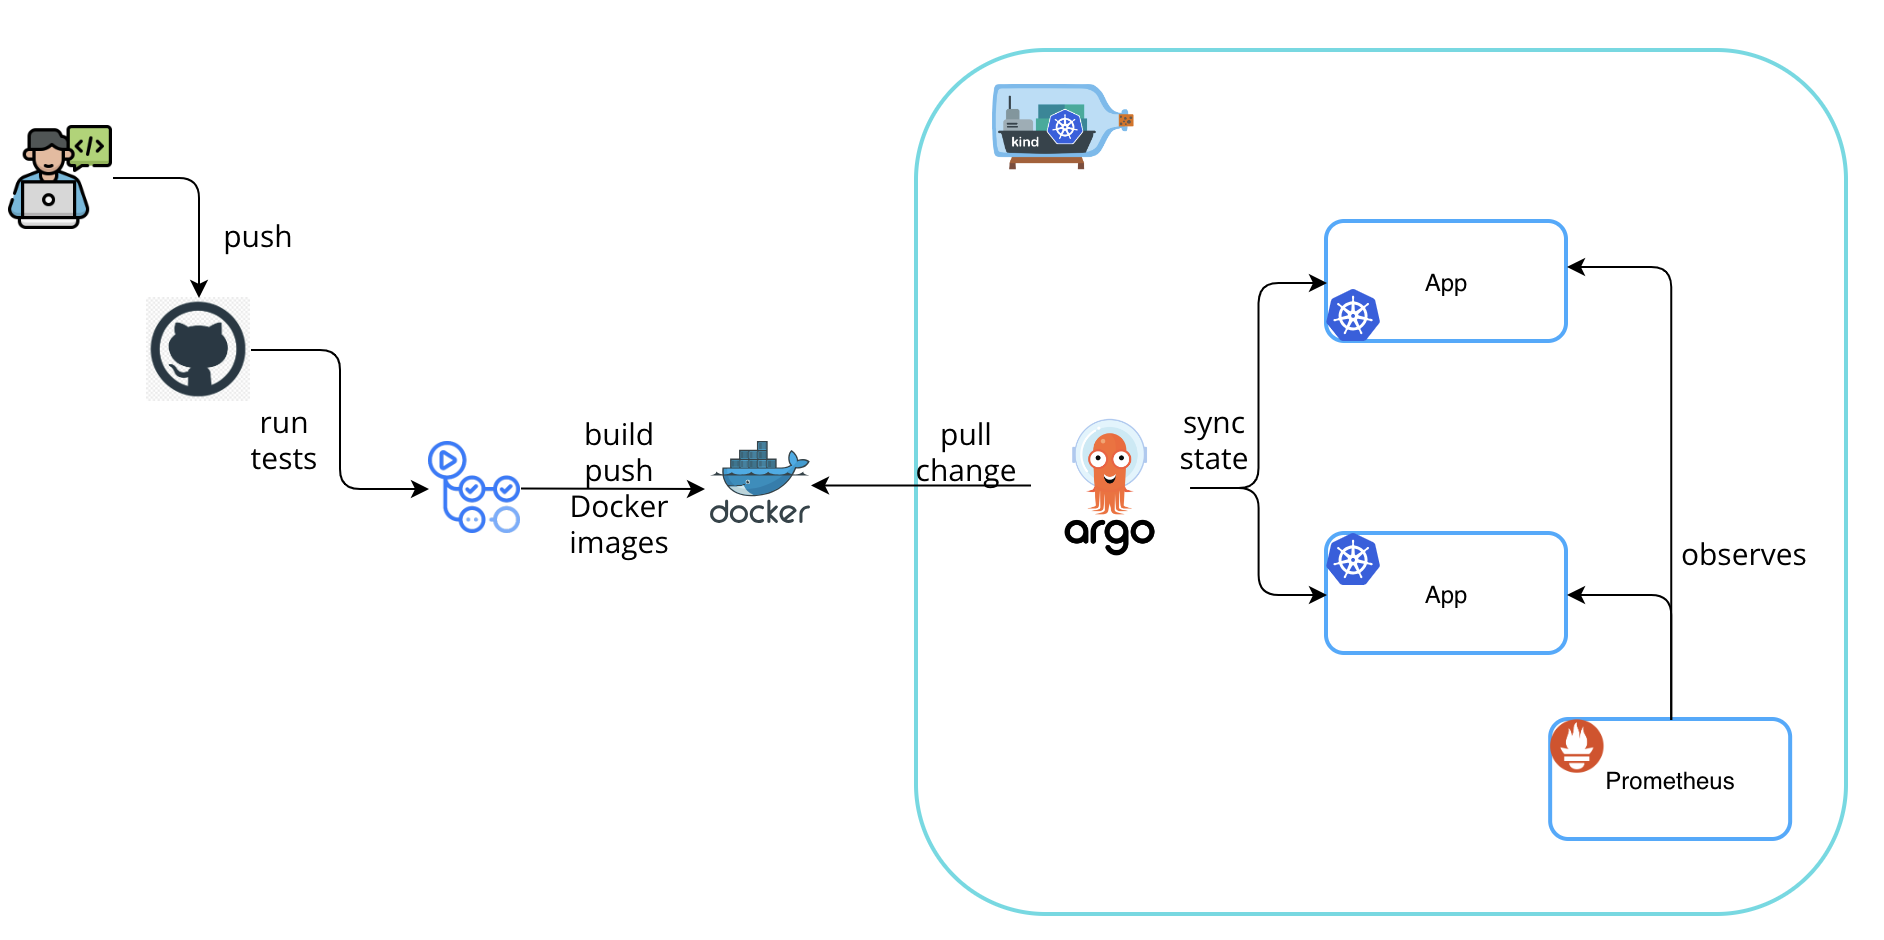 </>
push
run
tests
build
push
Docker
images
docker
pull
change
kind
argo
sync
state
App
App
observes
Prometheus